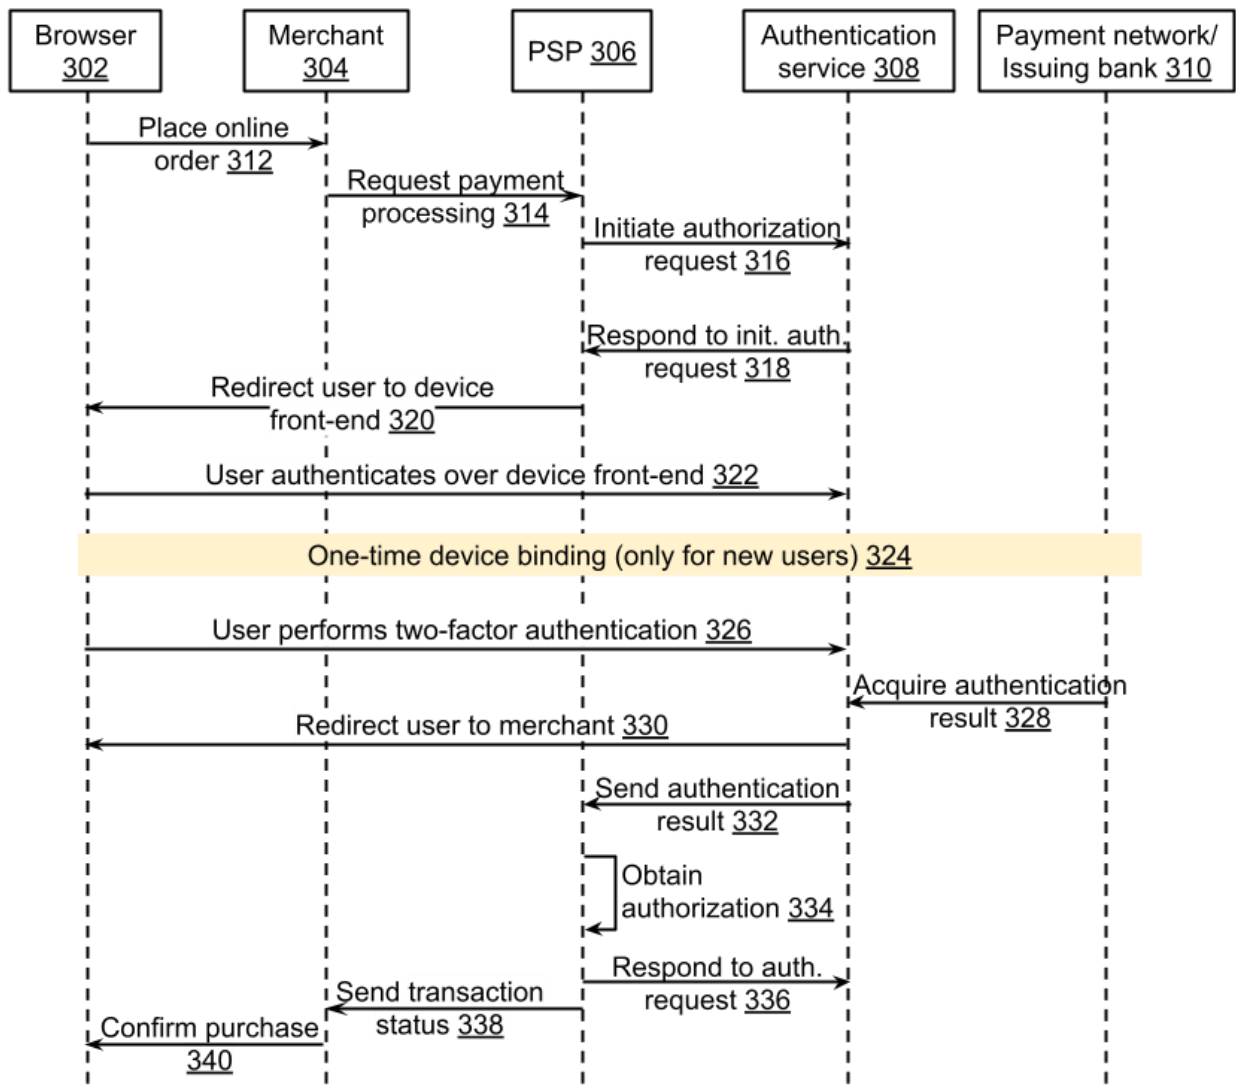 Browser
302
Merchant
304
PSP 306
Authentication
service 308
Payment network/
Issuing bank 310
Place online
order 312
Request payment
processing 314
Initiate authorization
request 316
Respond to init. auth.
request 318
Redirect user to device
front-end 320
User authenticates over device front-end 322
One-time device binding (only for new users) 324
User performs two-factor authentication 326
Acquire authentication
result 328
Redirect user to merchant 330
Send authentication
result 332
Obtain
authorization 334
Respond to auth.
request 336
Send transaction
status 338
Confirm purchase
340